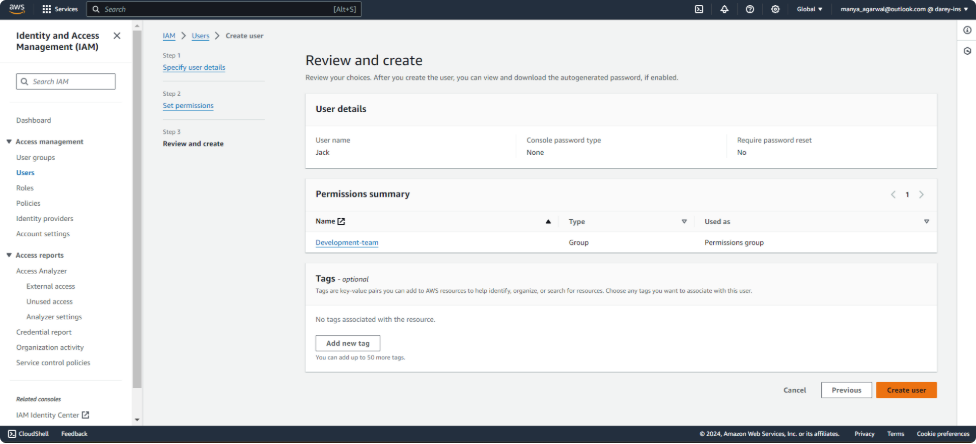 aws
Services
Search
[Alt+S]
Global
manya_agarwal@outlook.com @ darey-ins
Identity and Access
Management (IAM)
Search IAM
Dashboard
Access management
User groups
Users
Roles
Policies
Identity providers
Account settings
Access reports
Access Analyzer
External access
Unused access
Analyzer settings
Credential report
Organization activity
Service control policies
Related consoles
IAM Identity Center
IAM > Users > Create user
Step 1
Specify user details
Step 2
Set permissions
Step 3
Review and create
Review and create
Review your choices. After you create the user, you can view and download the autogenerated password, if enabled.
User details
User name
Jack
Console password type
None
Require password reset
No
Permissions summary
1
Name
Type
Used as
Development-team
Group
Permissions group
Tags - optional
Tags are key-value pairs you can add to AWS resources to help identify, organize, or search for resources. Choose any tags you want to associate with this user.
No tags associated with the resource.
Add new tag
You can add up to 50 more tags.
Cancel
Previous
Create user
CloudShell
Feedback
© 2024, Amazon Web Services, Inc. or its affiliates.
Privacy
Terms
Cookie preferences